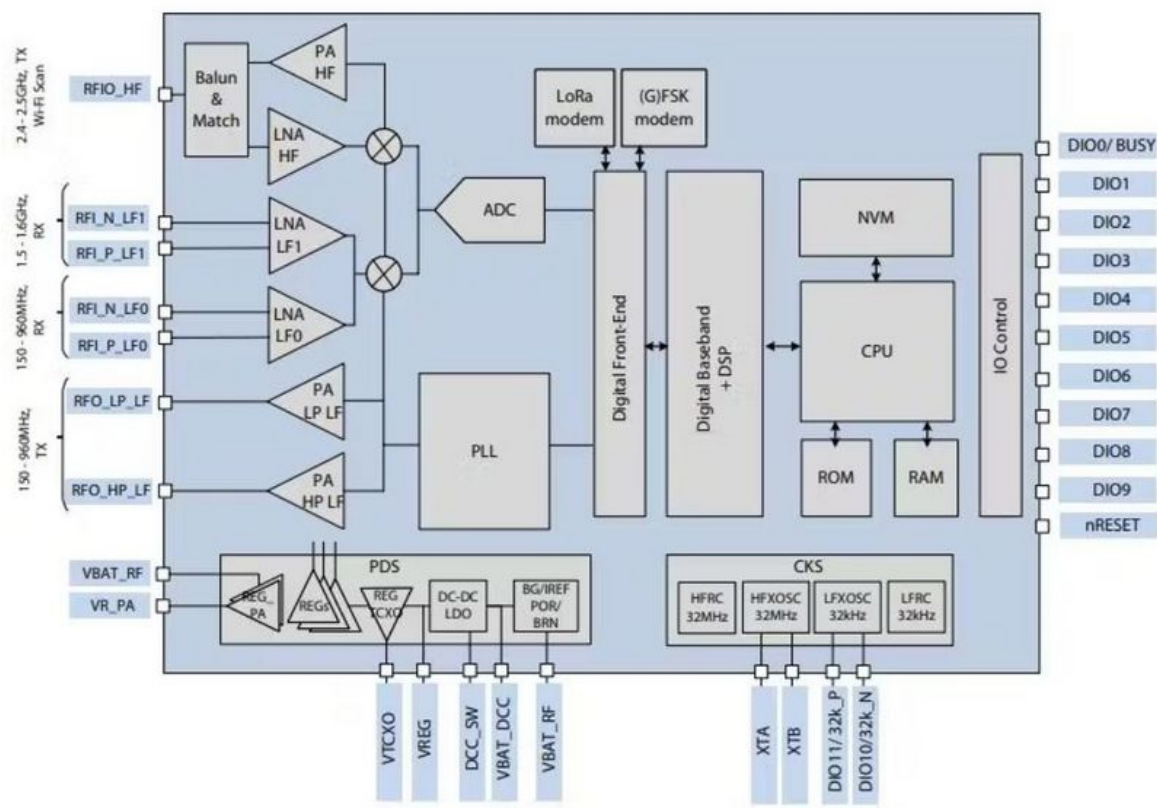 2.4 - 2.5GHz, TX
Wi-Fi Scan
RFIO_HF
Balun
&
Match
PA
HF
LNA
HF
LoRa
modem
(G)FSK
modem
DIO0/ BUSY
1.5 - 1.6GHz,
RX
RFI_N_LF1
RFI_P_LF1
LNA
LF1
ADC
NVM
DIO1
DIO2
DIO3
150 - 960MHz,
RX
RFI_N_LF0
RFI_P_LF0
LNA
LF0
Digital Front-End
Digital Baseband
+ DSP
CPU
IO Control
DIO4
DIO5
DIO6
150 - 960MHz,
TX
RFO_LP_LF
RFO_HP_LF
PA
LP LF
PA
HP LF
PLL
ROM
RAM
DIO7
DIO8
DIO9
nRESET
VBAT_RF
VR_PA
PDS
REG_
PA
REGs
REG
TCXO
DC-DC
LDO
BG/IREF
POR/
BRN
CKS
HFRC
32MHz
HFXOSC
32MHz
LFXOSC
32kHz
LFRC
32kHz
VTCXO
VREG
DCC_SW
VBAT_DCC
VBAT_RF
XTA
XTB
DIO11/ 32k_P
DIO10/32k_N